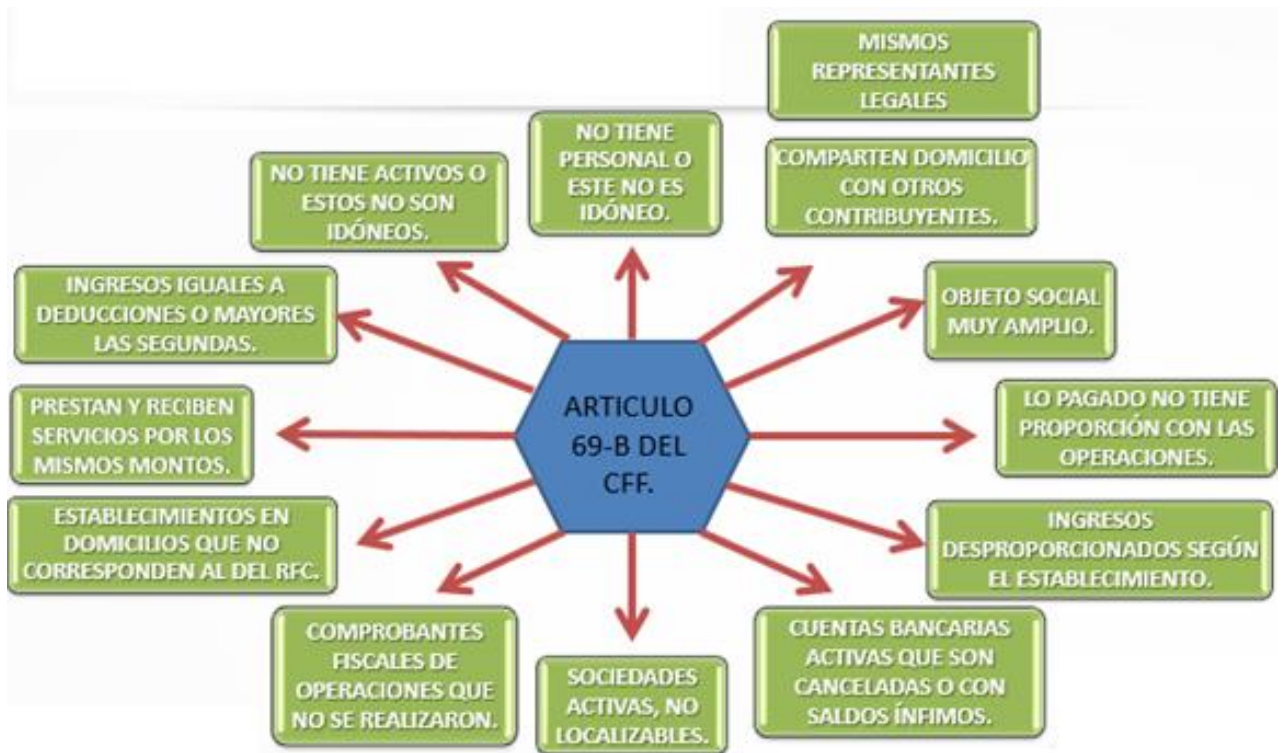 MISMOS
REPRESENTANTES
LEGALES
NO TIENE
PERSONAL O
ESTE NO ES
IDÓNEO.
COMPARTEN DOMICILIO
CON OTROS
CONTRIBUYENTES.
NO TIENE ACTIVOS O
ESTOS NO SON
IDÓNEOS.
INGRESOS IGUALES A
DEDUCCIONES O MAYORES
LAS SEGUNDAS.
OBJETO SOCIAL
MUY AMPLIO.
ARTICULO
69-B DEL
CFF.
PRESTAN Y RECIBEN
SERVICIOS POR LOS
MISMOS MONTOS.
LO PAGADO NO TIENE
PROPORCIÓN CON LAS
OPERACIONES.
ESTABLECIMIENTOS EN
DOMICILIOS QUE NO
CORRESPONDEN AL DEL RFC.
INGRESOS
DESPROPORCIONADOS SEGÚN
EL ESTABLECIMIENTO.
COMPROBANTES
FISCALES DE
OPERACIONES QUE
NO SE REALIZARON.
SOCIEDADES
ACTIVAS, NO
LOCALIZABLES.
CUENTAS BANCARIAS
ACTIVAS QUE SON
CANCELADAS O CON
SALDOS ÍNFIMOS.